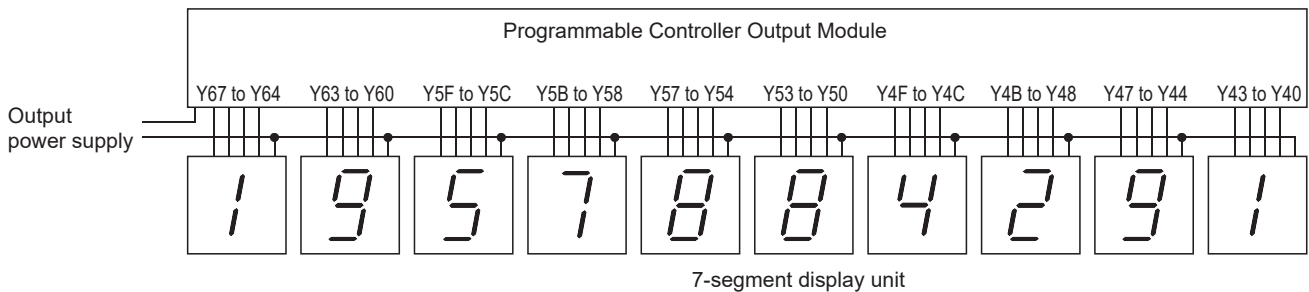 Programmable Controller Output Module
Y67 to Y64 Y63 to Y60 Y5F to Y5C Y5B to Y58 Y57 to Y54 Y53 to Y50 Y4F to Y4C Y4B to Y48 Y47 to Y44 Y43 to Y40
Output
power supply
1 9 5 7 8 8 4 2 9 1
7-segment display unit